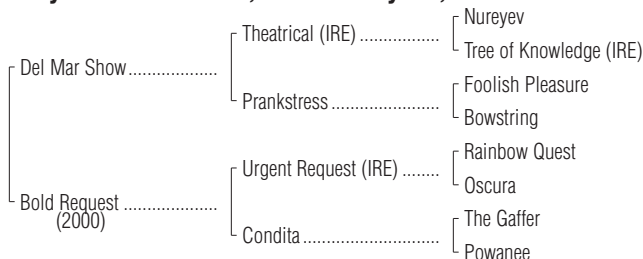 Nureyev
Theatrical (IRE) ..................
Tree of Knowledge (IRE)
Del Mar Show....................
Foolish Pleasure
Prankstress ........................
Bowstring
Rainbow Quest
Urgent Request (IRE) ........
Oscura
Bold Request .....................
(2000)
The Gaffer
Condita ..............................
Powanee